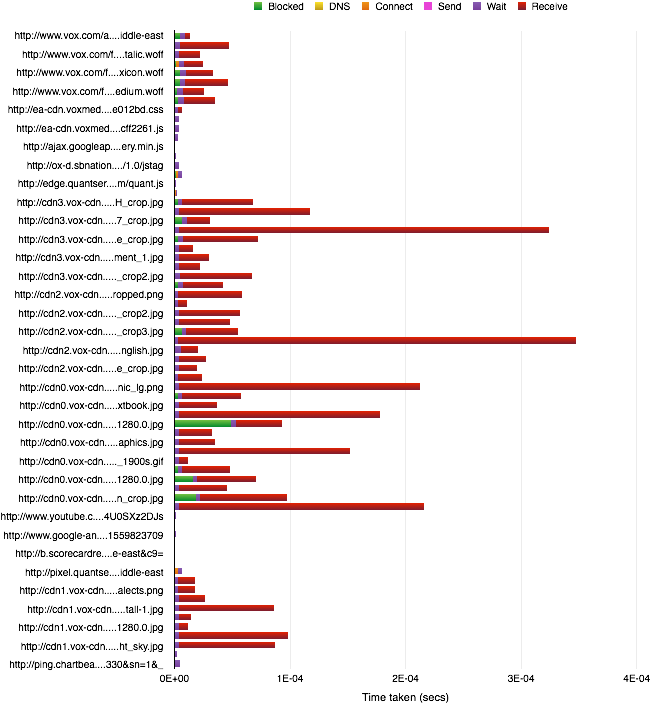 Blocked DNS Connect Send Wait Receive
http://www.vox.com/a....iddle-east
http://www.vox.com/f....talic.woff
http://www.vox.com/f....xicon.woff
http://www.vox.com/f....edium.woff
http://ea-cdn.voxmed....e012bd.css
http://ea-cdn.voxmed....cff2261.js
http://ajax.googleap....ery.min.js
http://ox-d.sbnation..../1.0/jstag
http://edge.quantser....m/quant.js
http://cdn3.vox-cdn.....H_crop.jpg
http://cdn3.vox-cdn.....7_crop.jpg
http://cdn3.vox-cdn.....e_crop.jpg
http://cdn3.vox-cdn.....ment_1.jpg
http://cdn3.vox-cdn....._crop2.jpg
http://cdn2.vox-cdn.....ropped.png
http://cdn2.vox-cdn....._crop2.jpg
http://cdn2.vox-cdn....._crop3.jpg
http://cdn2.vox-cdn.....nglish.jpg
http://cdn2.vox-cdn.....e_crop.jpg
http://cdn0.vox-cdn.....nic_lg.png
http://cdn0.vox-cdn.....xtbook.jpg
http://cdn0.vox-cdn.....1280.0.jpg
http://cdn0.vox-cdn.....aphics.jpg
http://cdn0.vox-cdn....._1900s.gif
http://cdn0.vox-cdn.....1280.0.jpg
http://cdn0.vox-cdn.....n_crop.jpg
http://www.youtube.c....4U0SXz2DJs
http://www.google-an....1559823709
http://b.scorecardre....e-east&c9=
http://pixel.quantse....iddle-east
http://cdn1.vox-cdn.....alects.png
http://cdn1.vox-cdn.....tall-1.jpg
http://cdn1.vox-cdn.....1280.0.jpg
http://cdn1.vox-cdn.....ht_sky.jpg
http://ping.chartbea....330&sn=1&_
0E+00 1E-04 2E-04 3E-04 4E-04
Time taken (secs)